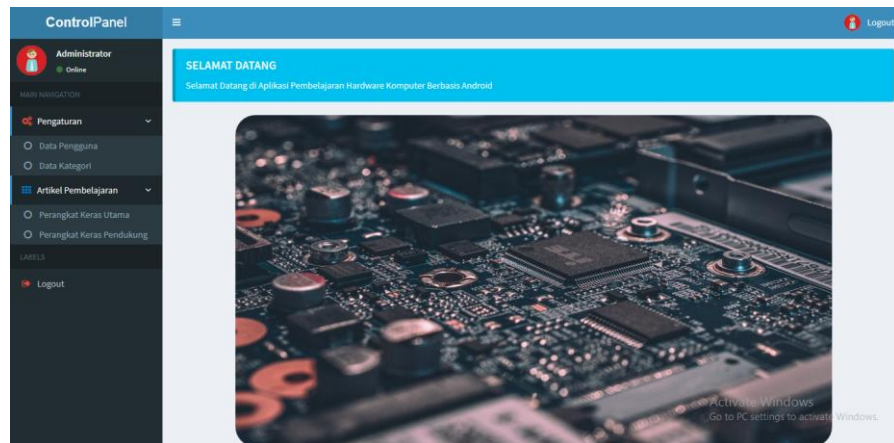 ControlPanel
Logout
Administrator
Online
SELAMAT DATANG
Selamat Datang di Aplikasi Pembelajaran Hardware Komputer Berbasis Android
MAIN NAVIGATION
Pengaturan
Data Pengguna
Data Kategori
Artikel Pembelajaran
Perangkat Keras Utama
Perangkat Keras Pendukung
LABELS
Logout
Activate Windows
Go to PC settings to activate Windows.